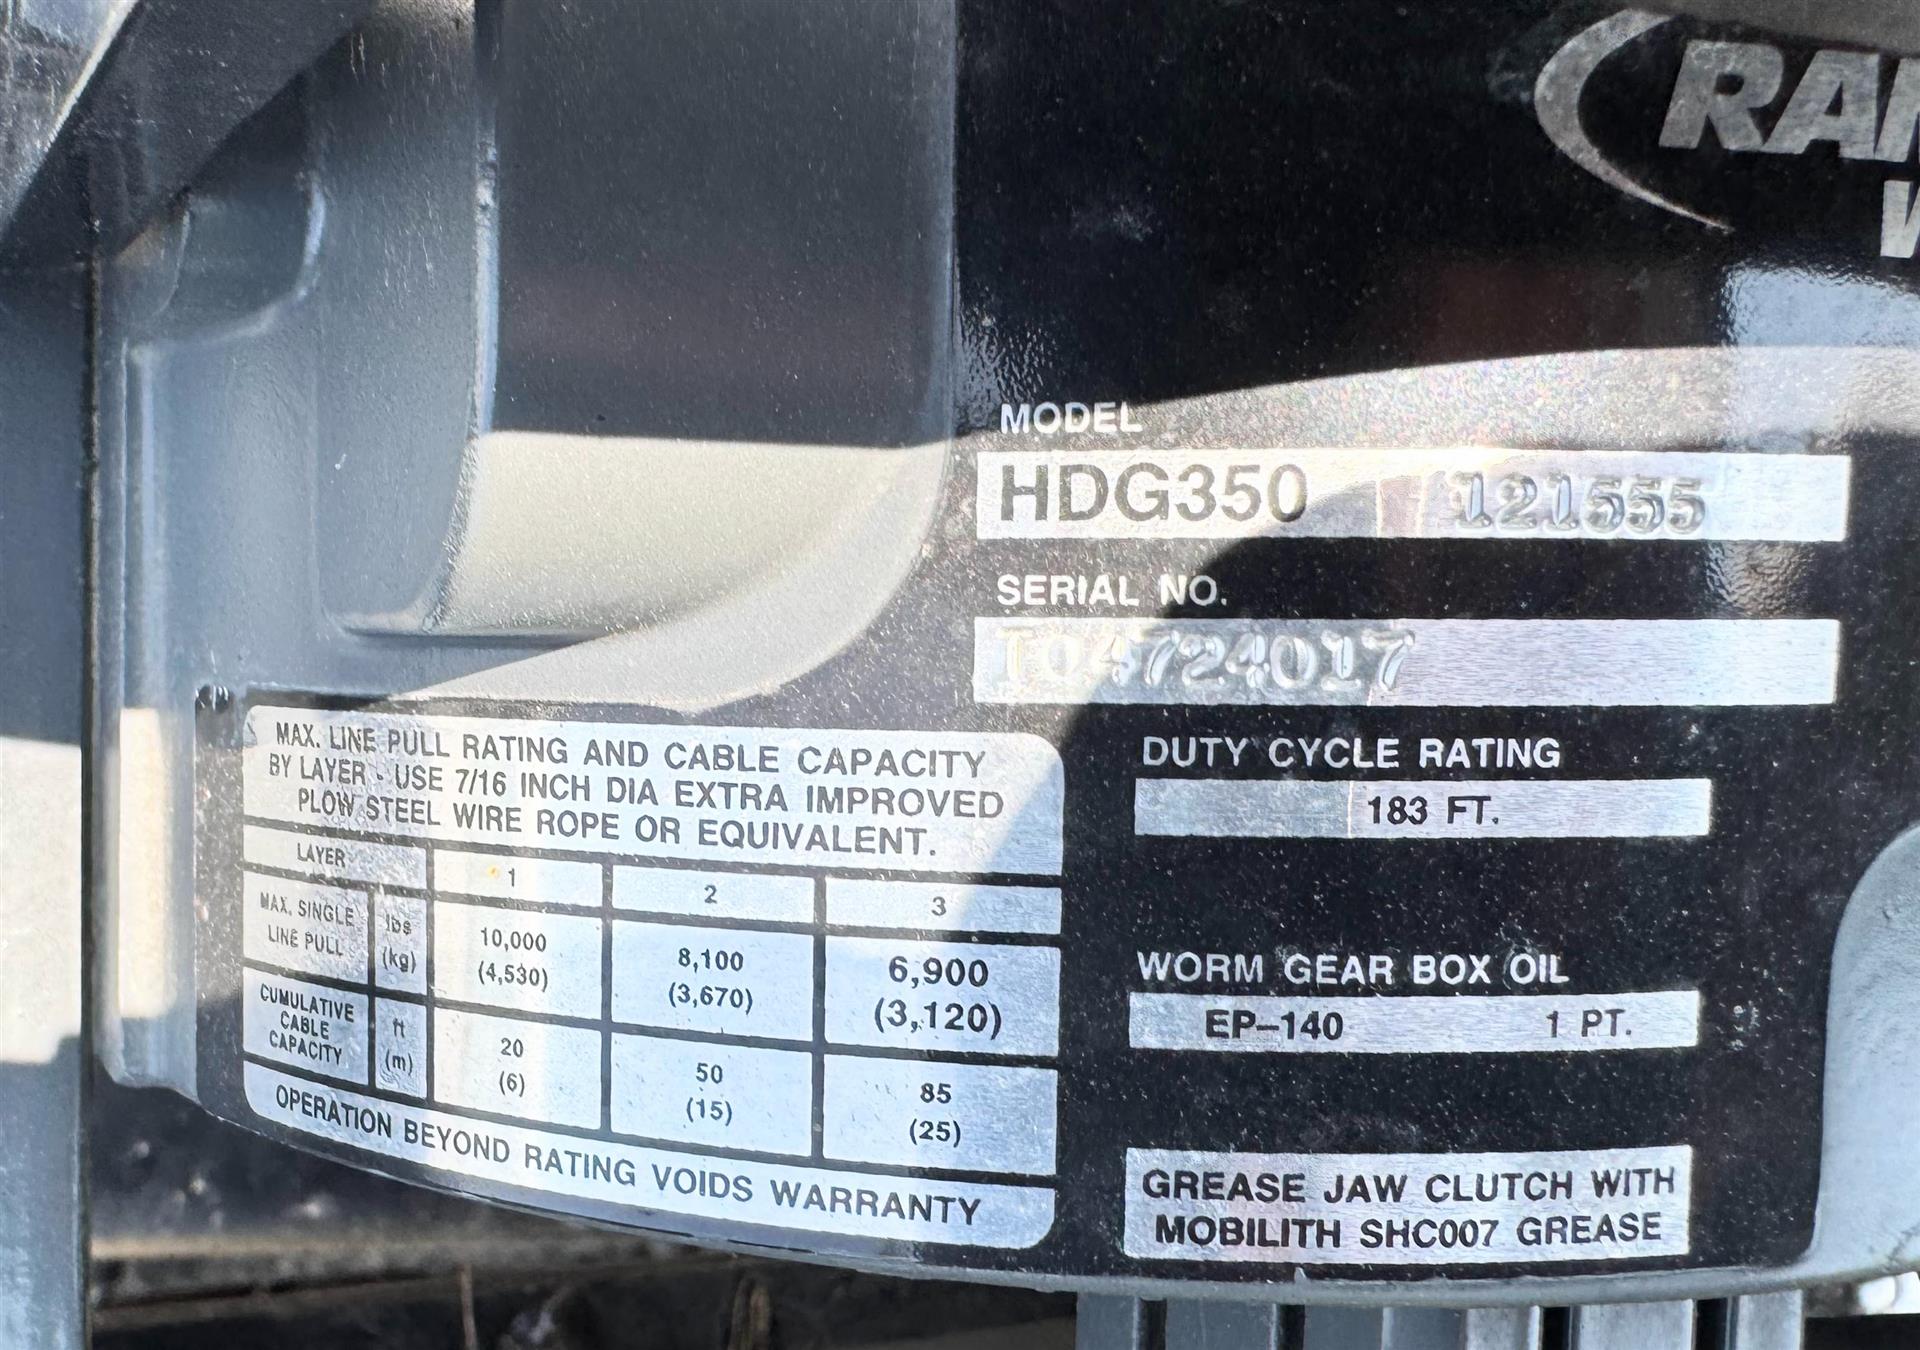 RAM
MODEL
HDG350 121555
SERIAL NO.
T04724017
DUTY CYCLE RATING
183 FT.
WORM GEAR BOX OIL
EP–140 1 PT.
GREASE JAW CLUTCH WITH
MOBILITH SHC007 GREASE
MAX. LINE PULL RATING AND CABLE CAPACITY
BY LAYER - USE 7/16 INCH DIA EXTRA IMPROVED
PLOW STEEL WIRE ROPE OR EQUIVALENT.
LAYER 1 2 3
MAX. SINGLE lbs 10,000 8,100 6,900
LINE PULL (kg) (4,530) (3,670) (3,120)
CUMULATIVE
CABLE ft 20 50 85
CAPACITY (m) (6) (15) (25)
OPERATION BEYOND RATING VOIDS WARRANTY